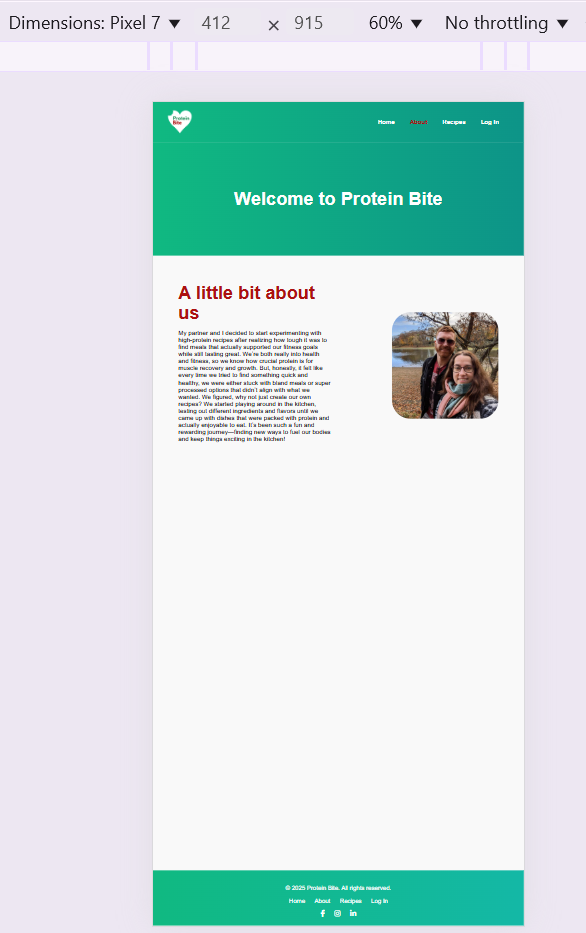 Dimensions: Pixel 7 ▼ 412 × 915 60% ▼ No throttling ▼
Protein
Bite
Home About Recipes Log In
Welcome to Protein Bite
A little bit about
us
My partner and I decided to start experimenting with
high-protein recipes after realizing how tough it was to
find meals that actually supported our fitness goals
while still tasting great. We're both really into health
and fitness, so we know how crucial protein is for
muscle recovery and growth. But, honestly, it felt like
every time we tried to find something quick and
healthy, we were either stuck with bland meals or super
processed options that didn't align with what we
wanted. We figured, why not just create our own
recipes? We started playing around in the kitchen,
testing out different ingredients and flavors until we
came up with dishes that were packed with protein and
actually enjoyable to eat. It's been such a fun and
rewarding journey—finding new ways to fuel our bodies
and keep things exciting in the kitchen!
© 2025 Protein Bite. All rights reserved.
Home About Recipes Log In